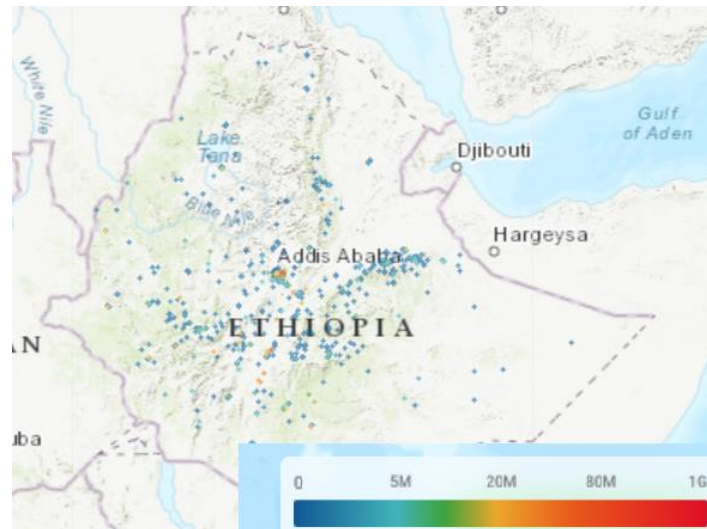 White Nile
Lake
Tana
Blue Nile
Gulf
of Aden
Djibouti
Hargeysa
Addis Ababa
ETHIOPIA
AN
uba
0 5M 20M 80M 1G